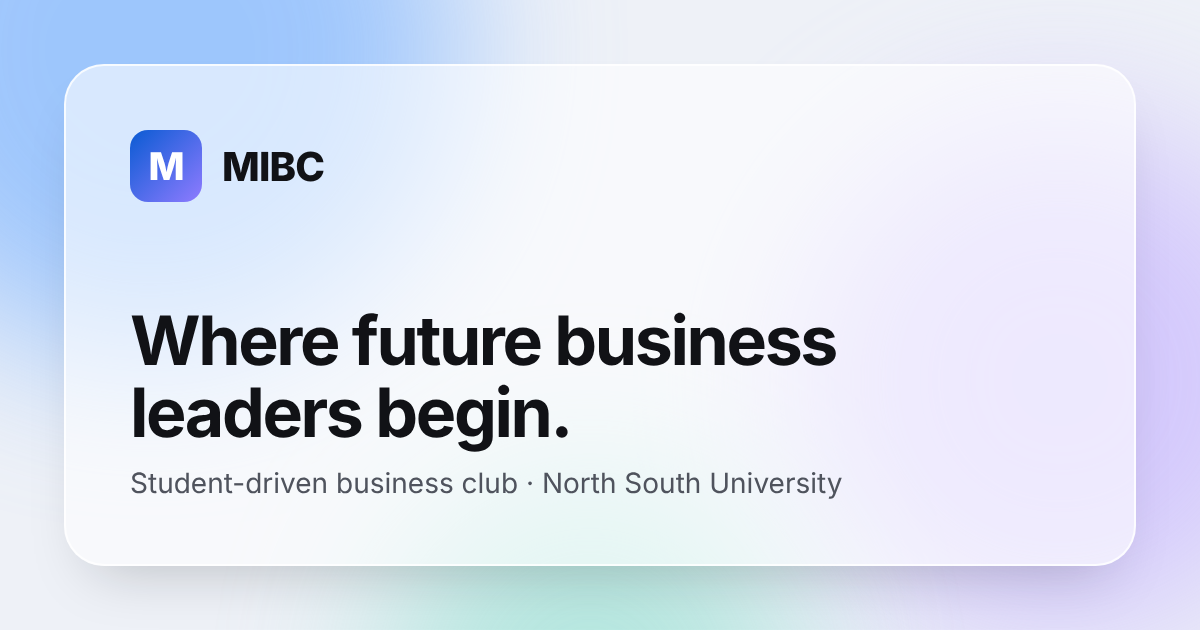 M MIBC
Where future business
leaders begin.
Student-driven business club · North South University